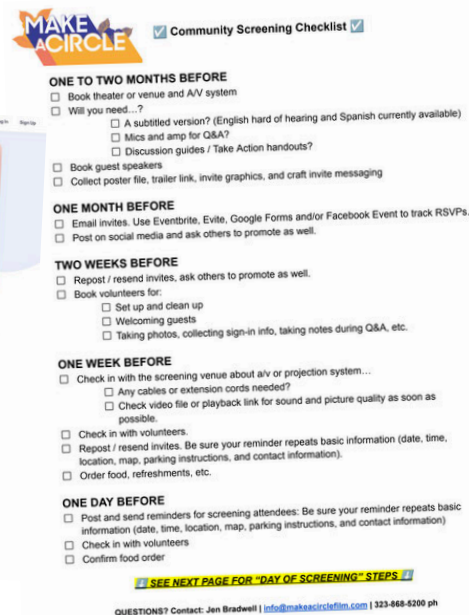 MAKE
A CIRCLE
☑ Community Screening Checklist ☑
Sign Up
ONE TO TWO MONTHS BEFORE
☐ Book theater or venue and A/V system
☐ Will you need…?
☐ A subtitled version? (English hard of hearing and Spanish currently available)
☐ Mics and amp for Q&A?
☐ Discussion guides / Take Action handouts?
☐ Book guest speakers
☐ Collect poster file, trailer link, invite graphics, and craft invite messaging
ONE MONTH BEFORE
☐ Email invites. Use Eventbrite, Evite, Google Forms and/or Facebook Event to track RSVPs.
☐ Post on social media and ask others to promote as well.
TWO WEEKS BEFORE
☐ Repost / resend invites, ask others to promote as well.
☐ Book volunteers for:
☐ Set up and clean up
☐ Welcoming guests
☐ Taking photos, collecting sign-in info, taking notes during Q&A, etc.
ONE WEEK BEFORE
☐ Check in with the screening venue about a/v or projection system…
☐ Any cables or extension cords needed?
☐ Check video file or playback link for sound and picture quality as soon as
possible.
☐ Check in with volunteers.
☐ Repost / resend invites. Be sure your reminder repeats basic information (date, time,
location, map, parking instructions, and contact information).
☐ Order food, refreshments, etc.
ONE DAY BEFORE
☐ Post and send reminders for screening attendees: Be sure your reminder repeats basic
information (date, time, location, map, parking instructions, and contact information)
☐ Check in with volunteers
☐ Confirm food order
⬇ SEE NEXT PAGE FOR "DAY OF SCREENING" STEPS ⬇
QUESTIONS? Contact: Jen Bradwell | info@makeacirclefilm.com | 323-868-5200 ph